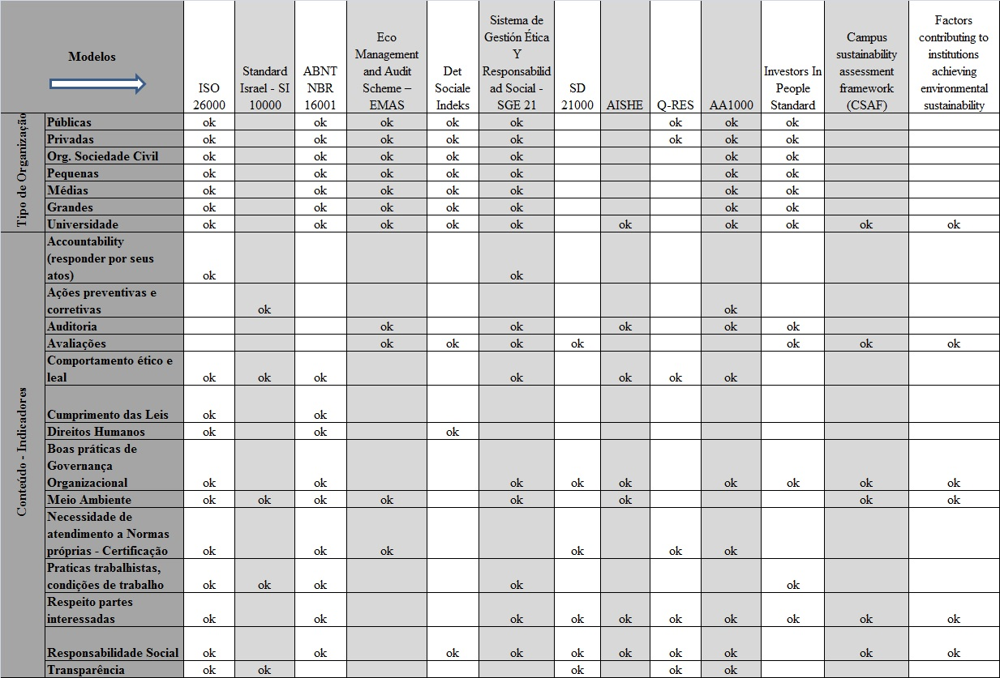 Modelos
ISO
26000
Standard
Israel - SI
10000
ABNT
NBR
16001
Eco
Management
and Audit
Scheme –
EMAS
Det
Sociale
Indeks
Sistema de
Gestión Ética
Y
Responsabilid
ad Social -
SGE 21
SD
21000
AISHE
Q-RES
AA1000
Investors In
People
Standard
Campus
sustainability
assessment
framework
(CSAF)
Factors
contributing to
institutions
achieving
environmental
sustainability
Tipo de Organização
Públicas ok ok ok ok ok ok ok ok
Privadas ok ok ok ok ok ok ok ok
Org. Sociedade Civil ok ok ok ok ok ok ok
Pequenas ok ok ok ok ok ok ok
Médias ok ok ok ok ok ok ok
Grandes ok ok ok ok ok ok ok
Universidade ok ok ok ok ok ok ok ok ok ok
Conteúdo - Indicadores
Accountability
(responder por seus
atos) ok ok
Ações preventivas e
corretivas ok ok
Auditoria ok ok ok ok ok
Avaliações ok ok ok ok ok ok ok
Comportamento ético e
leal ok ok ok ok ok ok ok
Cumprimento das Leis ok ok
Direitos Humanos ok ok ok
Boas práticas de
Governança
Organizacional ok ok ok ok ok ok ok ok ok
Meio Ambiente ok ok ok ok ok ok ok ok
Necessidade de
atendimento a Normas
próprias - Certificação ok ok ok ok ok ok
Praticas trabalhistas,
condições de trabalho ok ok ok ok ok
Respeito partes
interessadas ok ok ok ok ok ok ok ok ok ok
Responsabilidade Social ok ok ok ok ok ok ok ok ok ok
Transparência ok ok ok ok ok